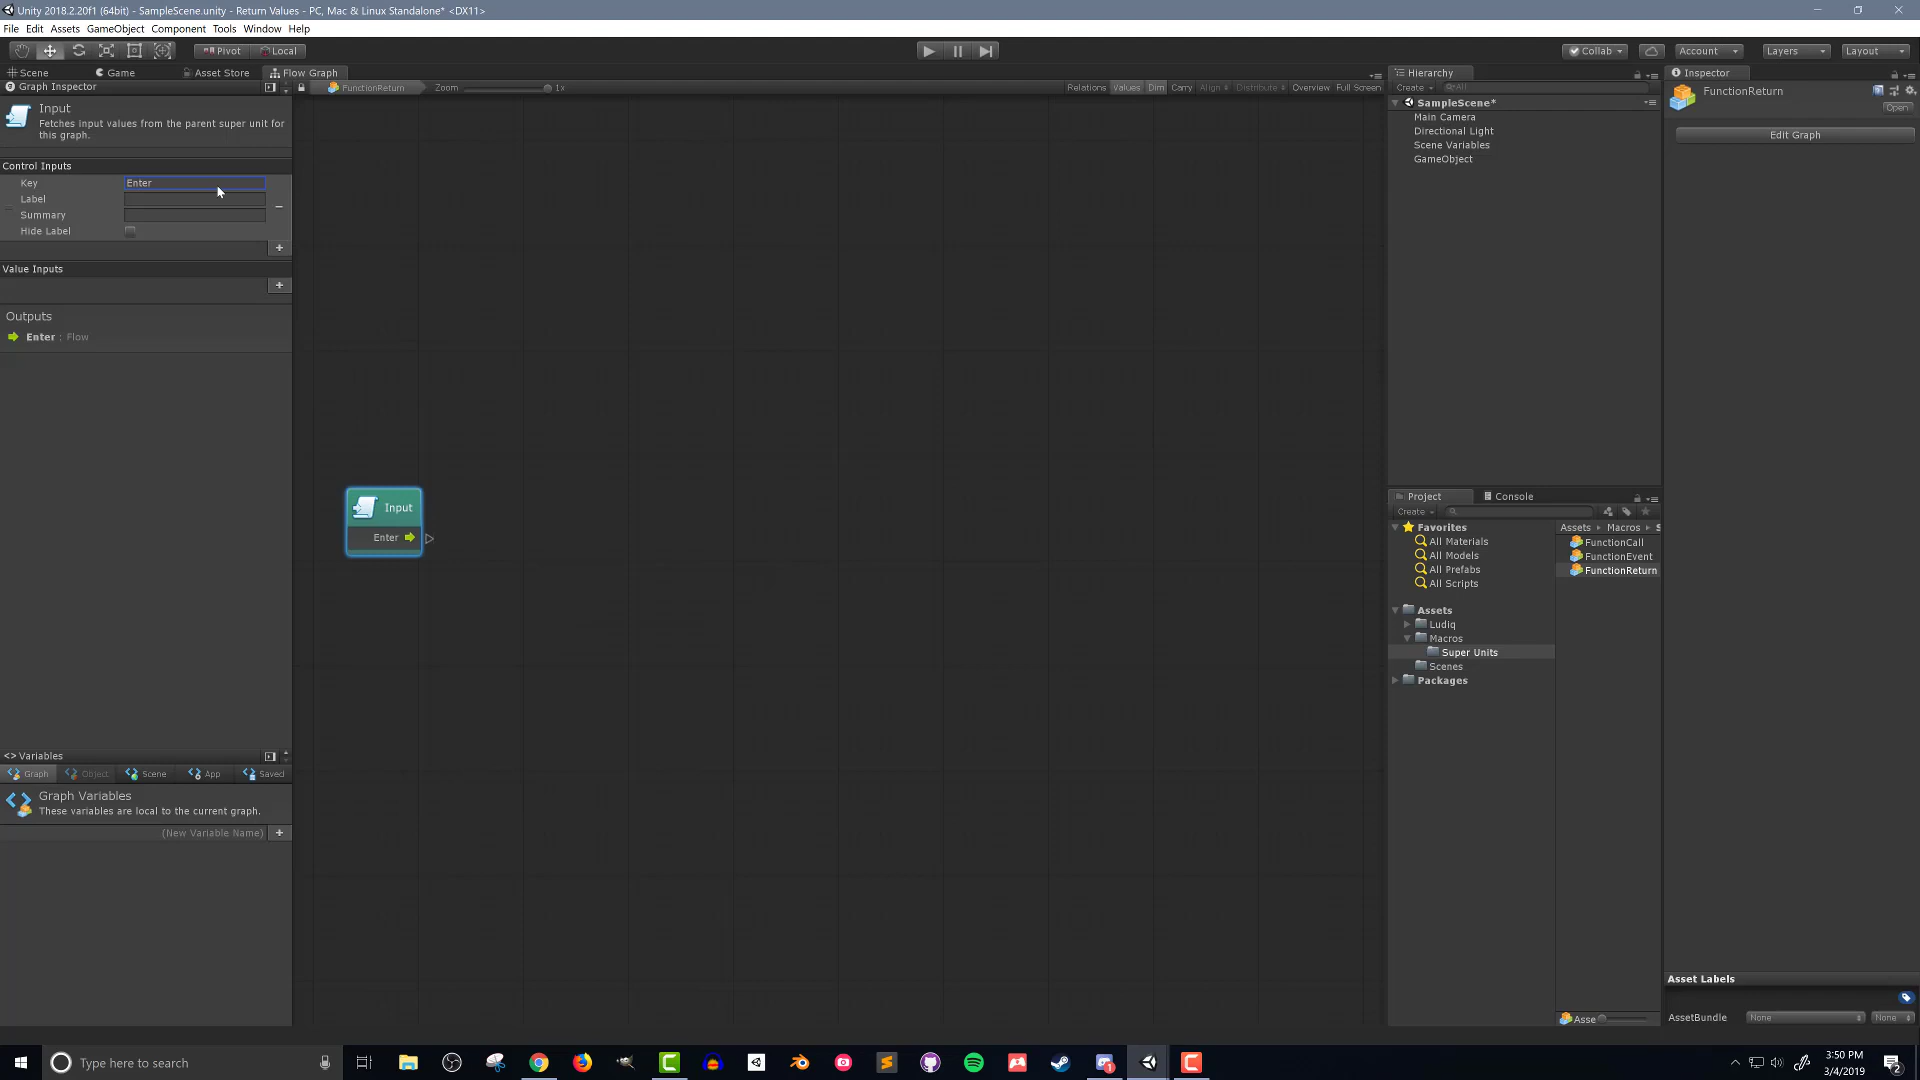 Unity 2018.2.20f1 (64bit) - SampleScene.unity - Return Values - PC, Mac & Linux Standalone* <DX11>
File Edit Assets GameObject Component Tools Window Help
Pivot Local Collab Account Layers Layout
Scene Game Asset Store Flow Graph
Graph Inspector
FunctionReturn Zoom 1x Relations Values Dim Carry Align Distribute Overview Full Screen
Input
Fetches input values from the parent super unit for
this graph.
Control Inputs
Key Enter
Label
Summary
Hide Label
Value Inputs
Outputs
Enter : Flow
Input
Enter
<> Variables
Graph Object Scene App Saved
Graph Variables
These variables are local to the current graph.
(New Variable Name)
Hierarchy
Create All
SampleScene*
Main Camera
Directional Light
Scene Variables
GameObject
Project Console
Create
Favorites
All Materials
All Models
All Prefabs
All Scripts
Assets
Ludiq
Macros
Super Units
Scenes
Packages
Assets Macros S
FunctionCall
FunctionEvent
FunctionReturn
Asse
Inspector
FunctionReturn
Open
Edit Graph
Asset Labels
AssetBundle None None
Type here to search
1
3:50 PM
3/4/2019
2